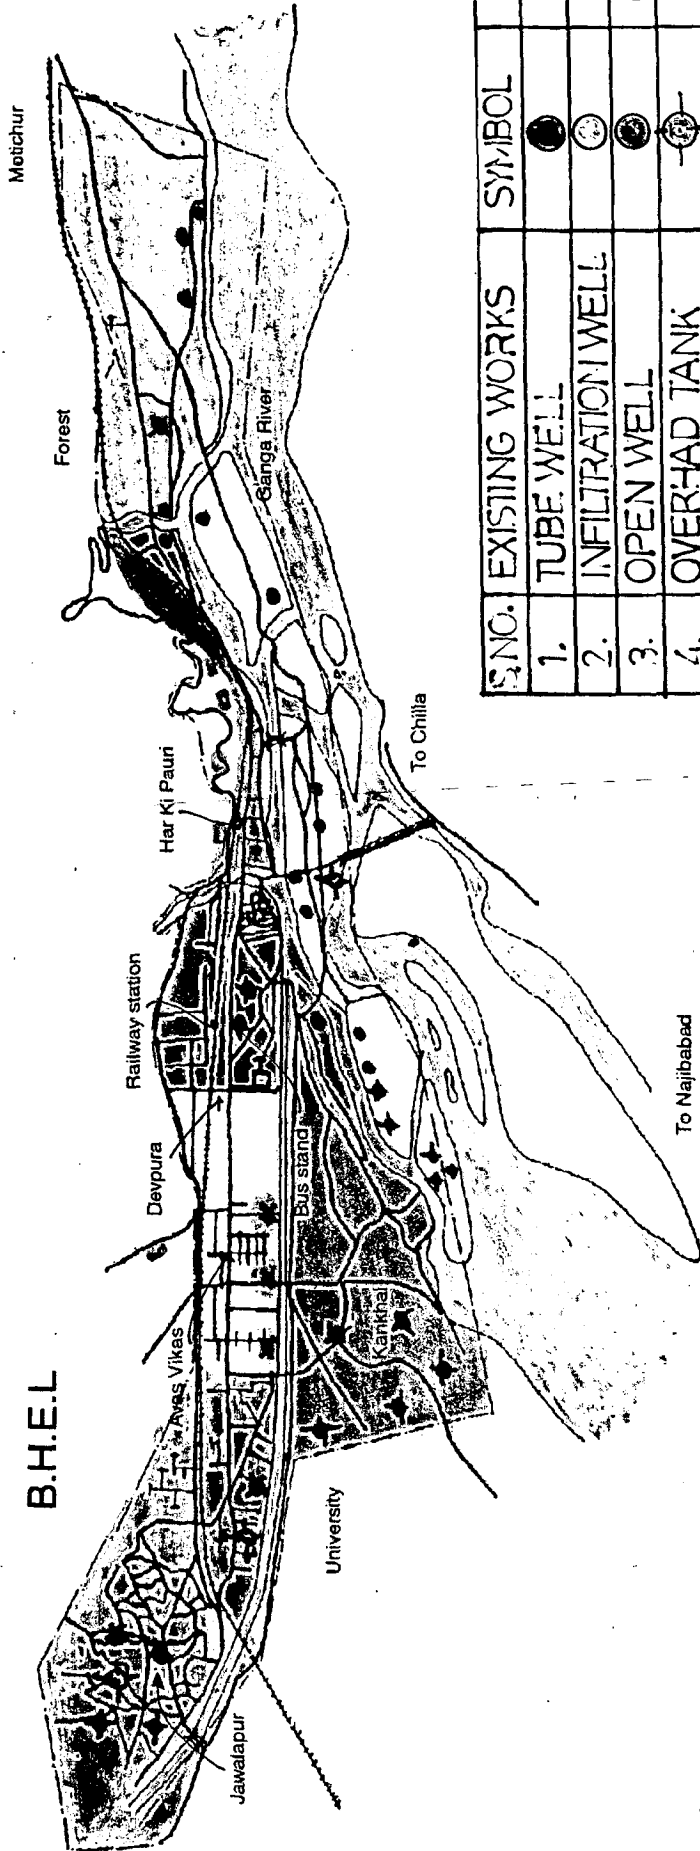 B.H.E.L
Motichur
Forest
Ganga River
Har Ki Pauri
To Chilla
Railway station
Devpura
Bus stand
To Najibabad
Avas Vikas
Kankhal
University
Jawalapur
S.NO. EXISTING WORKS SYMBOL
1. TUBE WELL
2. INFILTRATION WELL
3. OPEN WELL
4. OVERHAD TANK